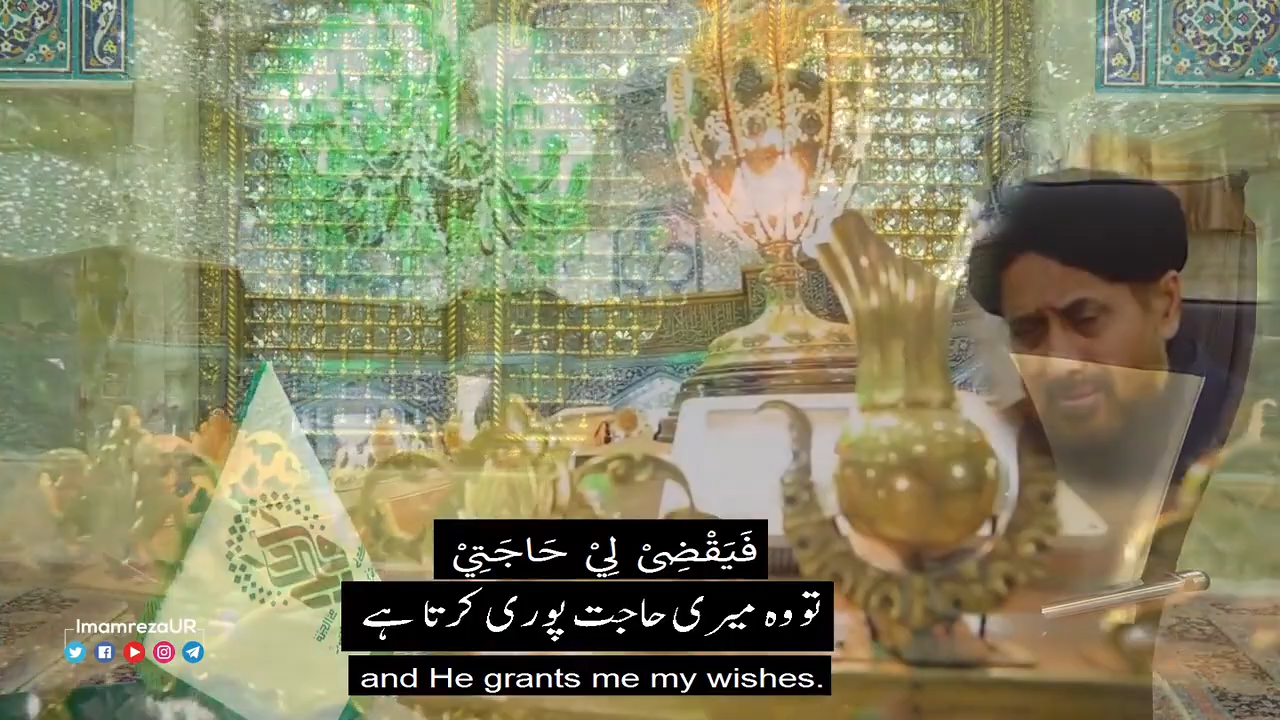 فَيَقْضِىْ لِيْ حَاجَتِيْ
تو وہ میری حاجت پوری کرتا ہے
and He grants me my wishes.
ImamrezaUR